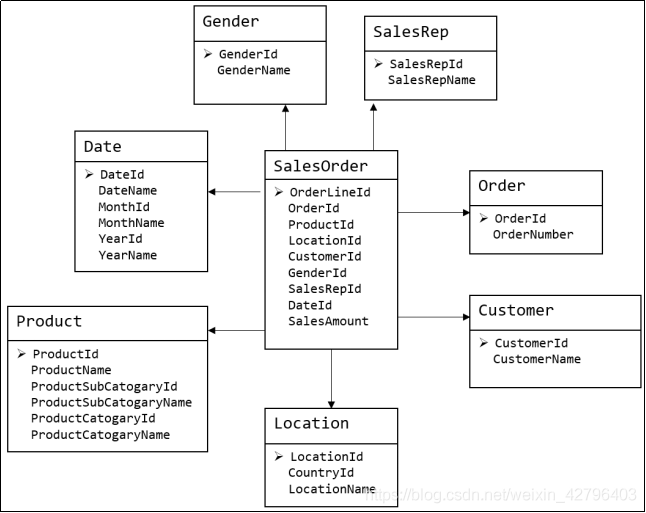 Gender
GenderId
GenderName
SalesRep
SalesRepId
SalesRepName
Date
DateId
DateName
MonthId
MonthName
YearId
YearName
SalesOrder
OrderLineId
OrderId
ProductId
LocationId
CustomerId
GenderId
SalesRepId
DateId
SalesAmount
Order
OrderId
OrderNumber
Product
ProductId
ProductName
ProductSubCatogaryId
ProductSubCatogaryName
ProductCatogaryId
ProductCatogaryName
Customer
CustomerId
CustomerName
Location
LocationId
CountryId
LocationName
https://blog.csdn.net/weixin_42796403